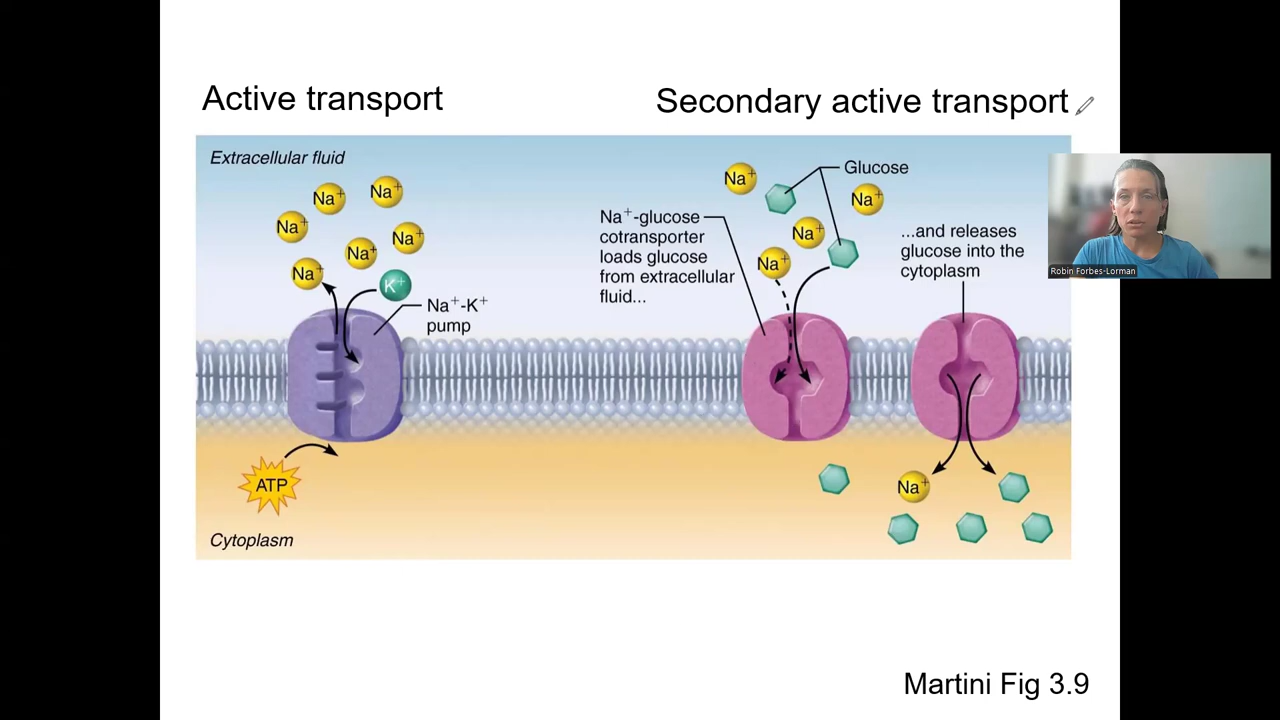 Active transport
Secondary active transport
Extracellular fluid
Na⁺
Na⁺
Na⁺
Na⁺
Na⁺
Na⁺
K⁺
Na⁺-K⁺
pump
ATP
Cytoplasm
Na⁺-glucose
cotransporter
loads glucose
from extracellular
fluid...
Na⁺
Glucose
Na⁺
Na⁺
Na⁺
...and releases
glucose into the
cytoplasm
Na⁺
Robin Forbes-Lorman
Martini Fig 3.9